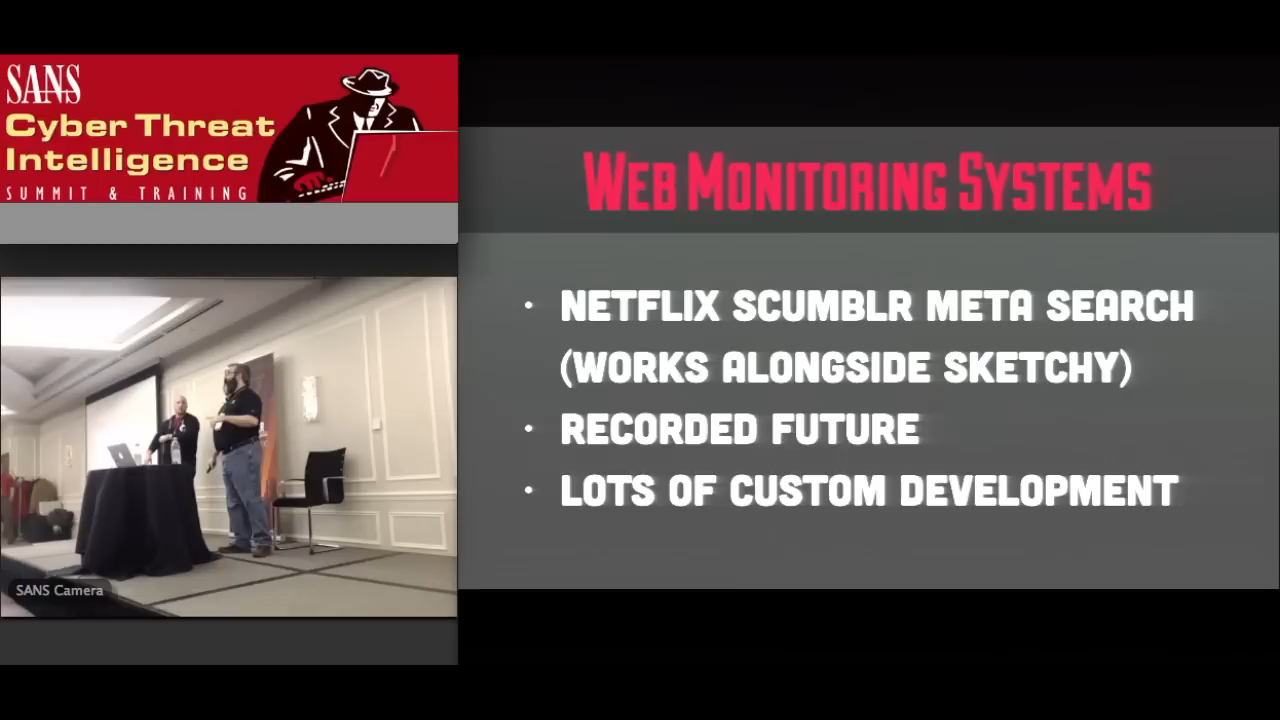 SANS
Cyber Threat
Intelligence
SUMMIT & TRAINING
WEB MONITORING SYSTEMS
• NETFLIX SCUMBLR META SEARCH
(WORKS ALONGSIDE SKETCHY)
• RECORDED FUTURE
• LOTS OF CUSTOM DEVELOPMENT
SANS Camera